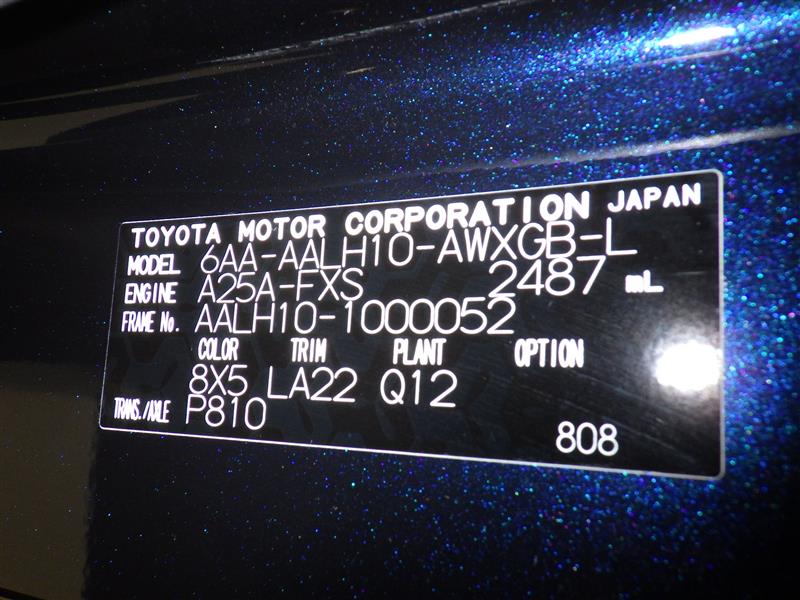 TOYOTA MOTOR CORPORATION JAPAN
MODEL 6AA-AALH10-AWXGB-L
ENGINE A25A-FXS 2487 mL
FRAME No. AALH10-1000052
COLOR TRIM PLANT OPTION
8X5 LA22 Q12
TRANS./AXLE P810
808